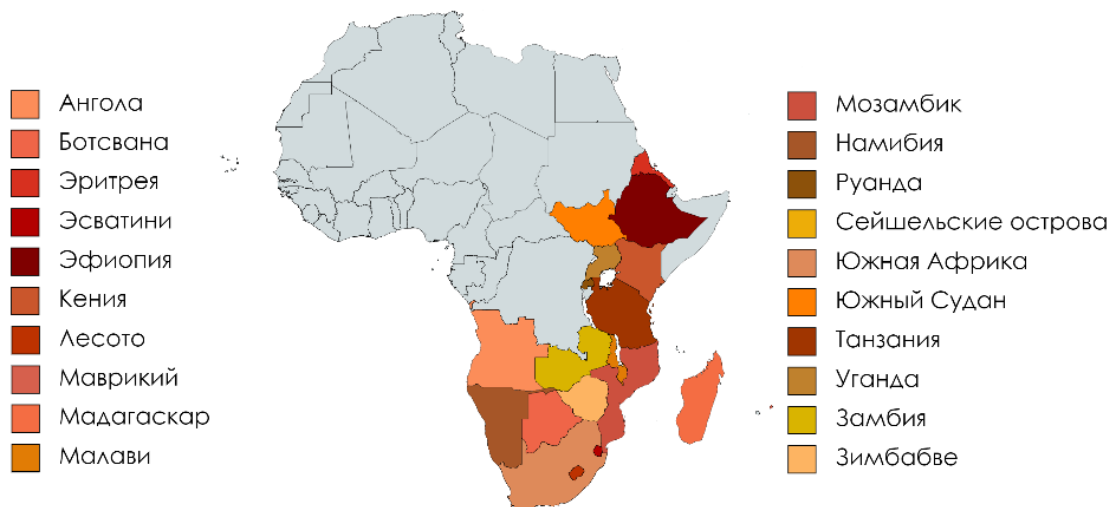 Ангола
Ботсвана
Эритрея
Эсватини
Эфиопия
Кения
Лесото
Маврикий
Мадагаскар
Малави
Мозамбик
Намибия
Руанда
Сейшельские острова
Южная Африка
Южный Судан
Танзания
Уганда
Замбия
Зимбабве